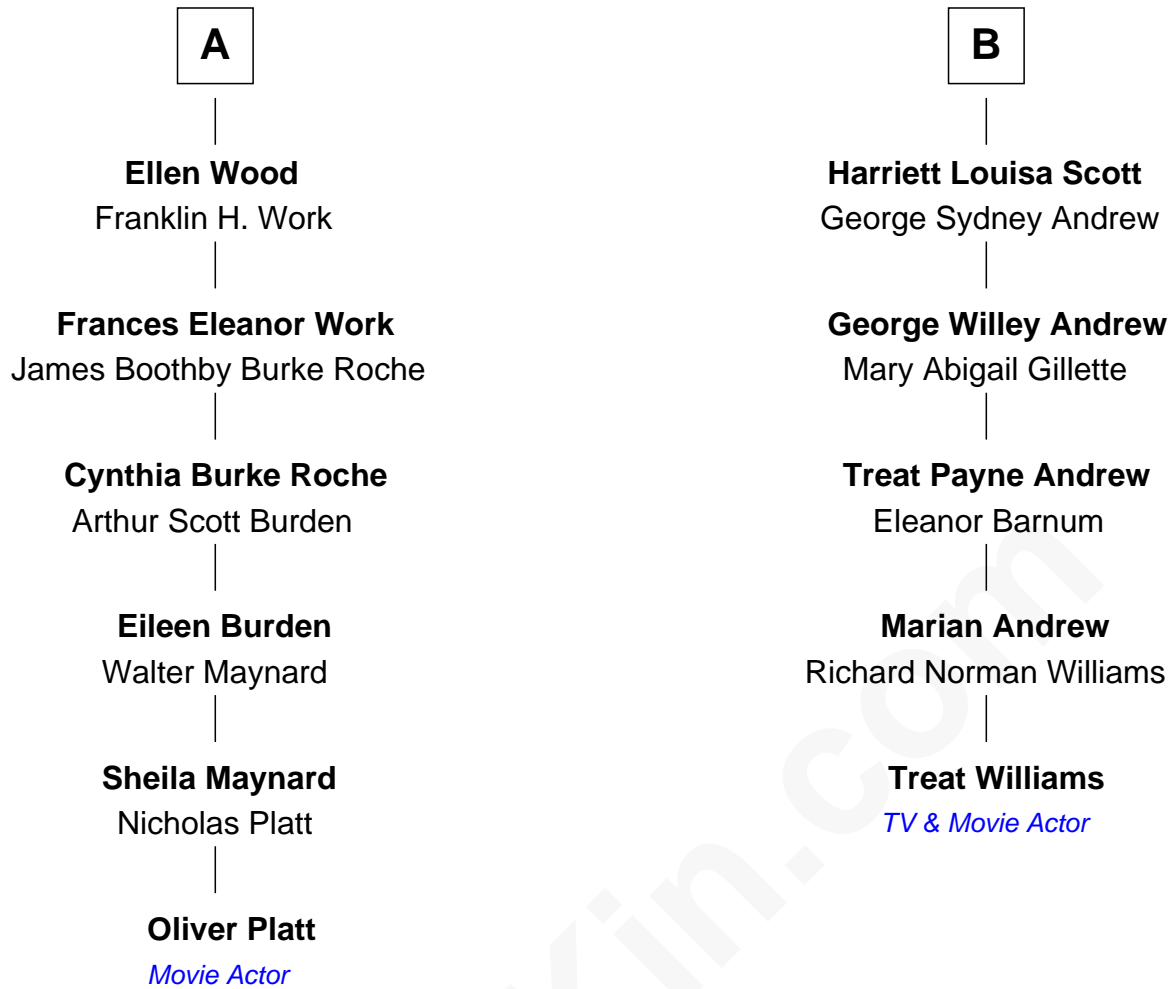 A
Ellen Wood
Franklin H. Work
Frances Eleanor Work
James Boothby Burke Roche
Cynthia Burke Roche
Arthur Scott Burden
Eileen Burden
Walter Maynard
Sheila Maynard
Nicholas Platt
Oliver Platt
Movie Actor
B
Harriett Louisa Scott
George Sydney Andrew
George Willey Andrew
Mary Abigail Gillette
Treat Payne Andrew
Eleanor Barnum
Marian Andrew
Richard Norman Williams
Treat Williams
TV & Movie Actor
Kin.com